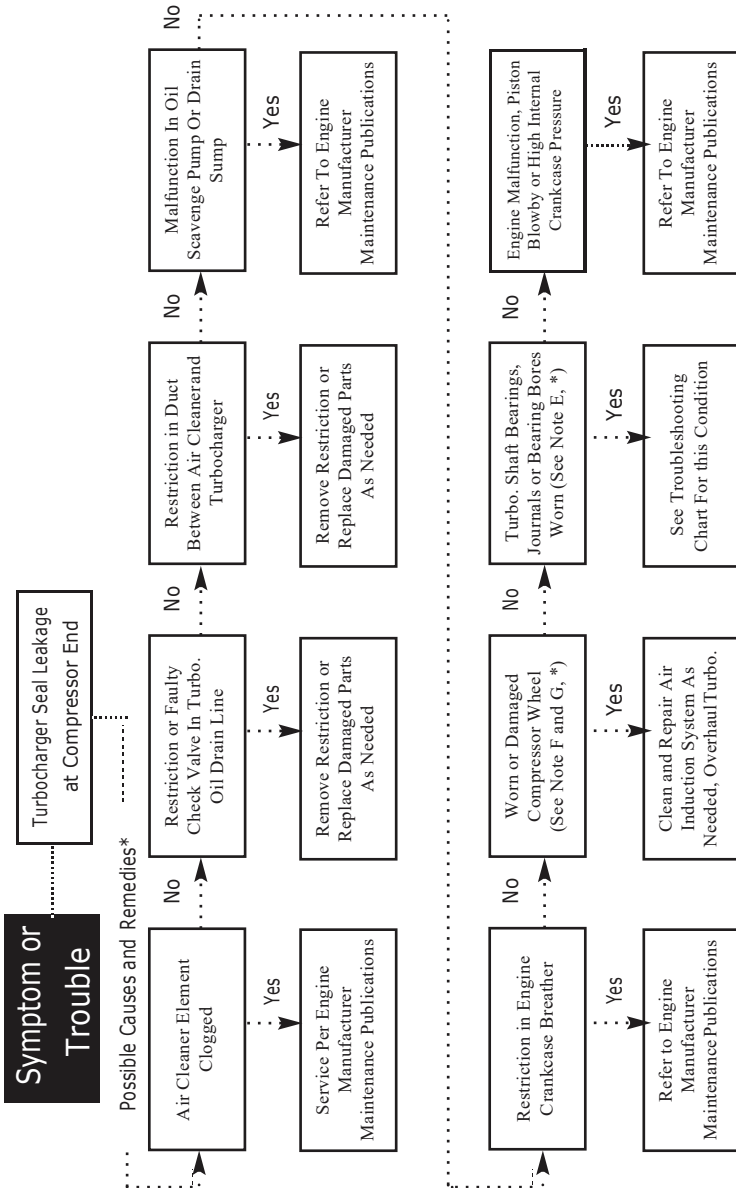 Symptom or
Trouble
Turbocharger Seal Leakage
at Compressor End
Possible Causes and Remedies*
Air Cleaner Element
Clogged
Yes
Service Per Engine
Manufacturer
Maintenance Publications
No
Restriction or Faulty
Check Valve In Turbo.
Oil Drain Line
Yes
Remove Restriction or
Replace Damaged Parts
As Needed
No
Restriction in Duct
Between Air Cleanerand
Turbocharger
Yes
Remove Restriction or
Replace Damaged Parts
As Needed
No
Malfunction In Oil
Scavenge Pump Or Drain
Sump
Yes
Refer To Engine
Manufacturer
Maintenance Publications
No
Restriction in Engine
Crankcase Breather
Yes
Refer to Engine
Manufacturer
Maintenance Publications
No
Worn or Damaged
Compressor Wheel
(See Note F and G, *)
Yes
Clean and Repair Air
Induction System As
Needed, Overhaul Turbo.
No
Turbo. Shaft Bearings,
Journals or Bearing Bores
Worn (See Note E, *)
Yes
See Troubleshooting
Chart For this Condition
No
Engine Malfunction, Piston
Blowby or High Internal
Crankcase Pressure
Yes
Refer To Engine
Manufacturer
Maintenance Publications